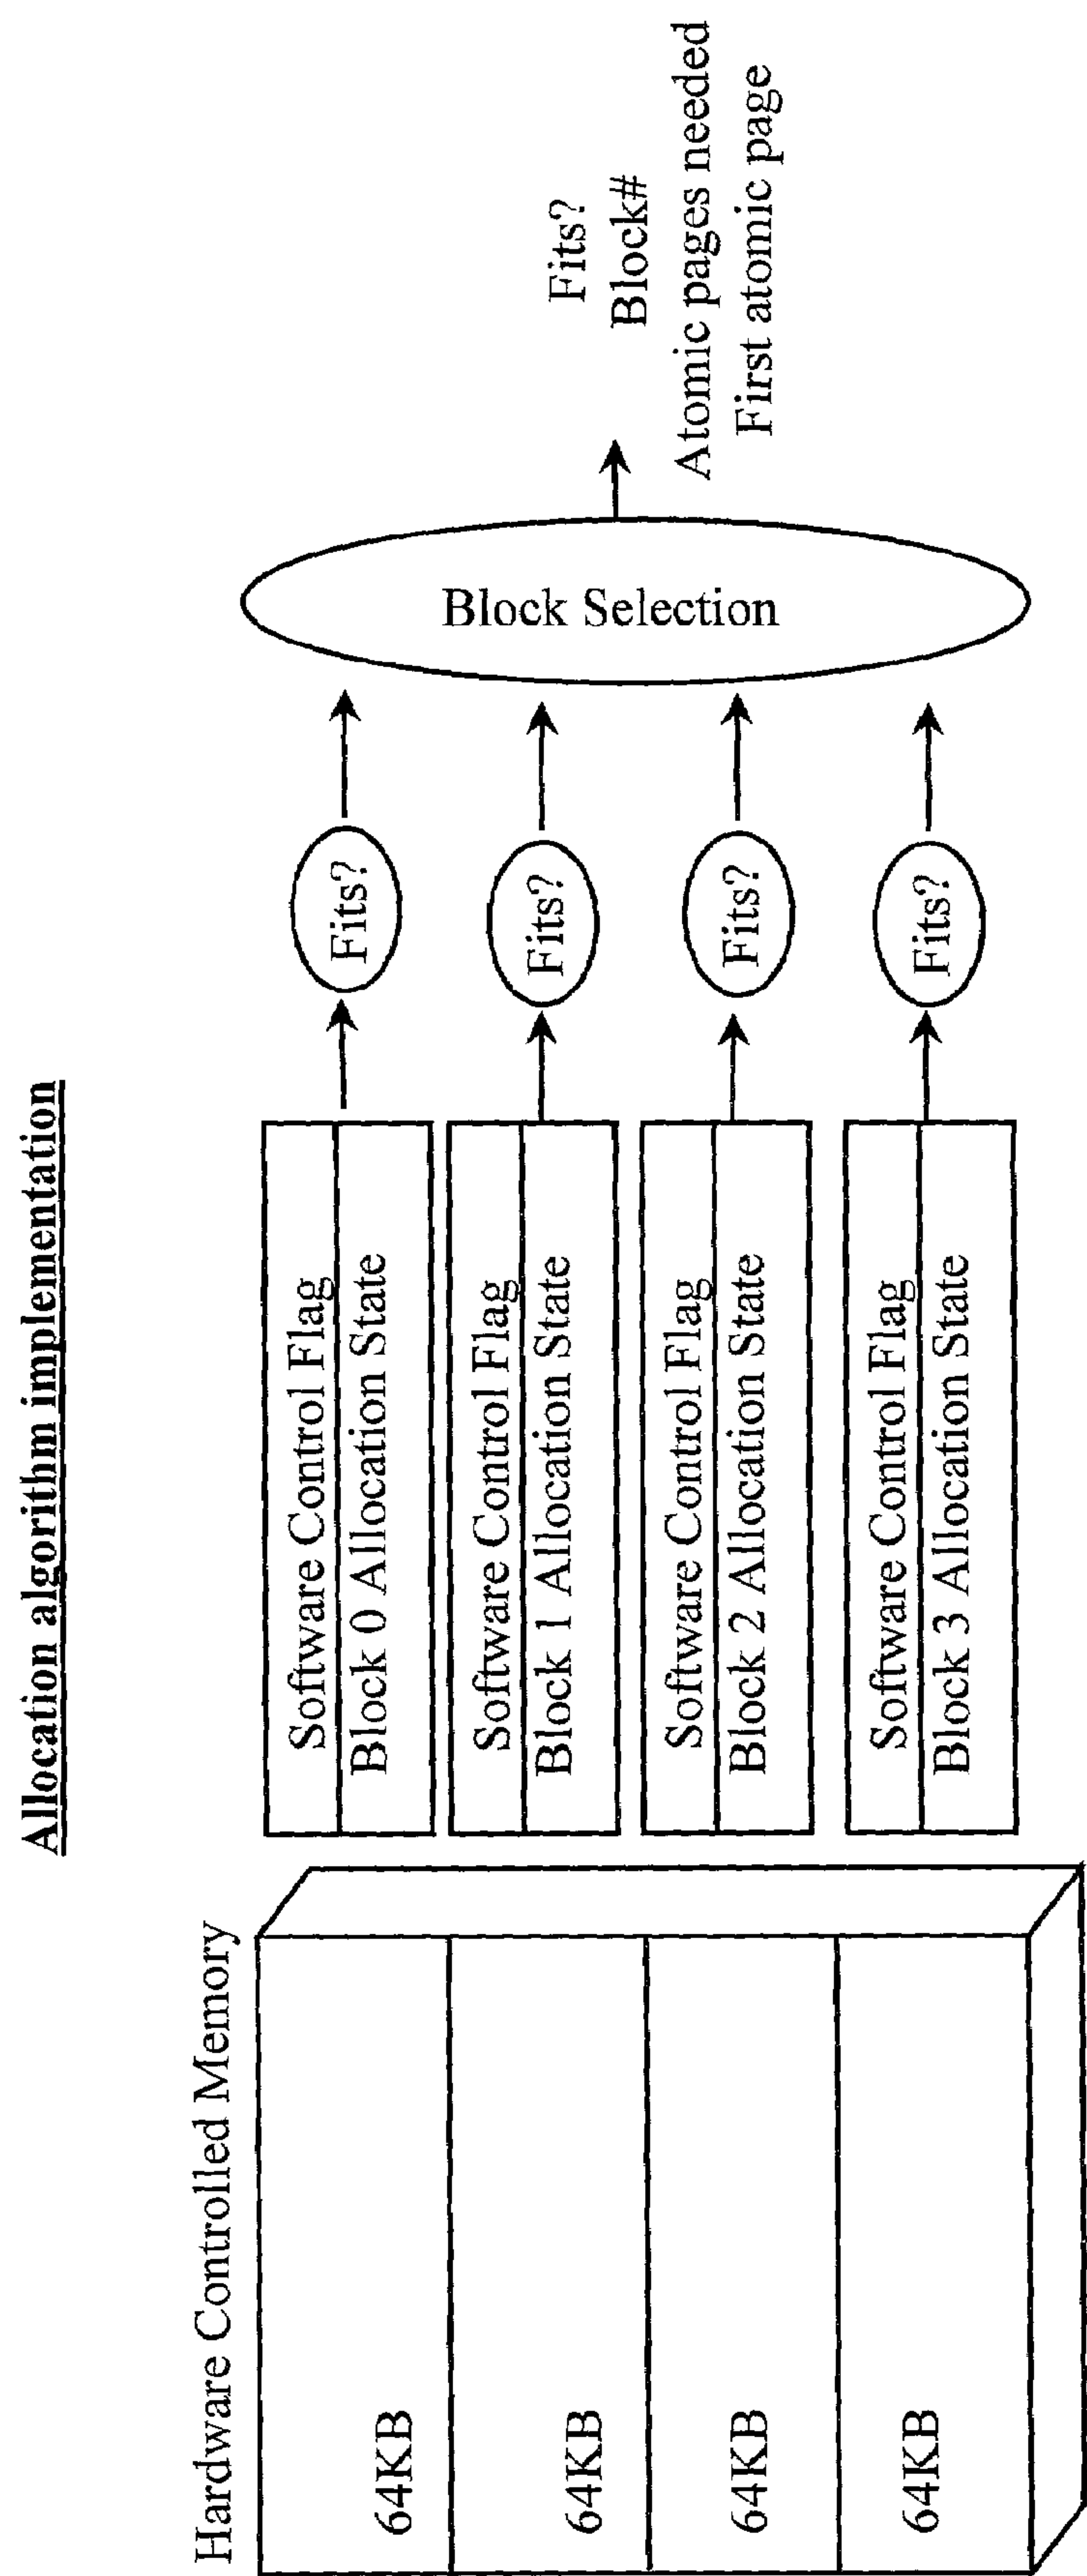 Allocation algorithm implementation
Hardware Controlled Memory
64KB
64KB
64KB
64KB
Software Control Flag
Block 0 Allocation State
Software Control Flag
Block 1 Allocation State
Software Control Flag
Block 2 Allocation State
Software Control Flag
Block 3 Allocation State
Fits?
Fits?
Fits?
Fits?
Block Selection
Fits?
Block#
Atomic pages needed
First atomic page